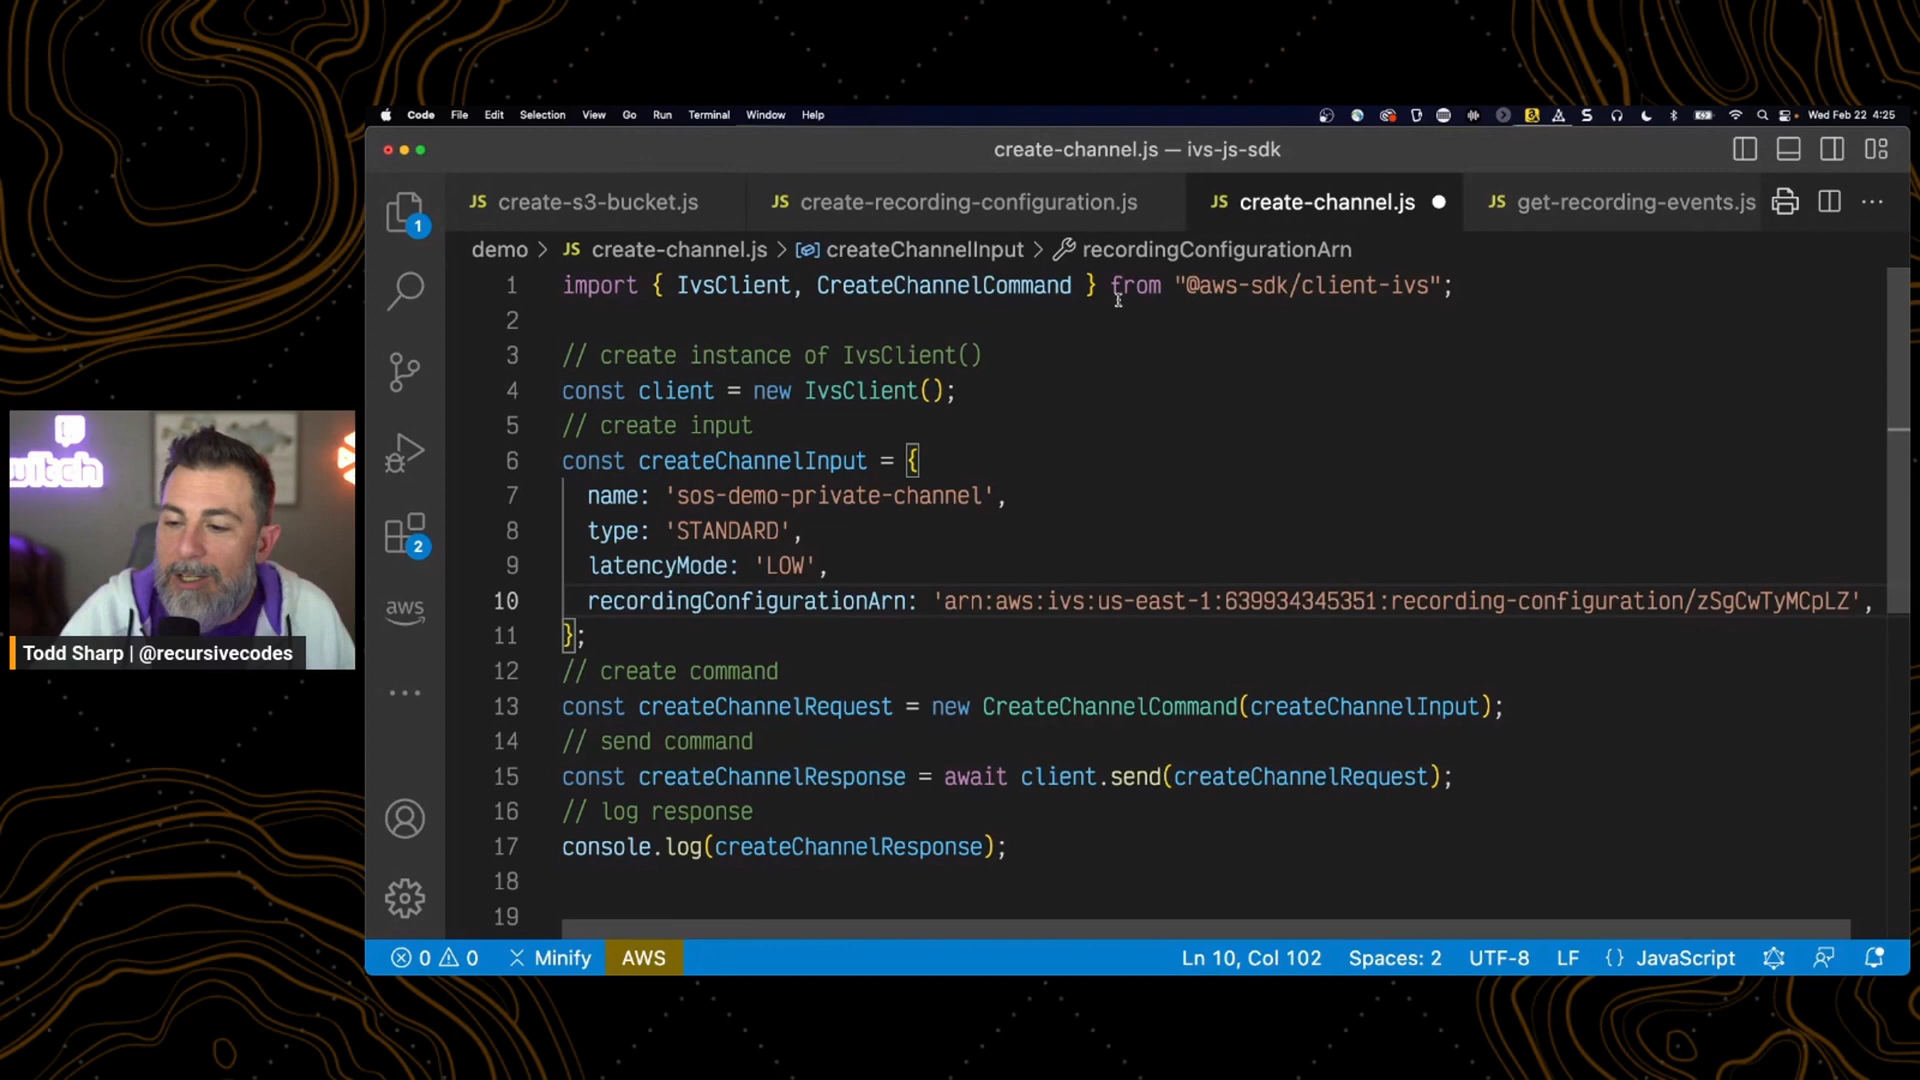 Code File Edit Selection View Go Run Terminal Window Help Wed Feb 22 4:25
create-channel.js — ivs-js-sdk
JS create-s3-bucket.js JS create-recording-configuration.js JS create-channel.js JS get-recording-events.js
demo > JS create-channel.js > createChannelInput > recordingConfigurationArn
1 import { IvsClient, CreateChannelCommand } from "@aws-sdk/client-ivs";
2
3 // create instance of IvsClient()
4 const client = new IvsClient();
5 // create input
6 const createChannelInput = {
7 name: 'sos-demo-private-channel',
8 type: 'STANDARD',
9 latencyMode: 'LOW',
10 recordingConfigurationArn: 'arn:aws:ivs:us-east-1:639934345351:recording-configuration/zSgCwTyMCpLZ',
11 };
12 // create command
13 const createChannelRequest = new CreateChannelCommand(createChannelInput);
14 // send command
15 const createChannelResponse = await client.send(createChannelRequest);
16 // log response
17 console.log(createChannelResponse);
18
19
1
2
aws
witch
Todd Sharp | @recursivecodes
0 0 Minify AWS Ln 10, Col 102 Spaces: 2 UTF-8 LF {} JavaScript